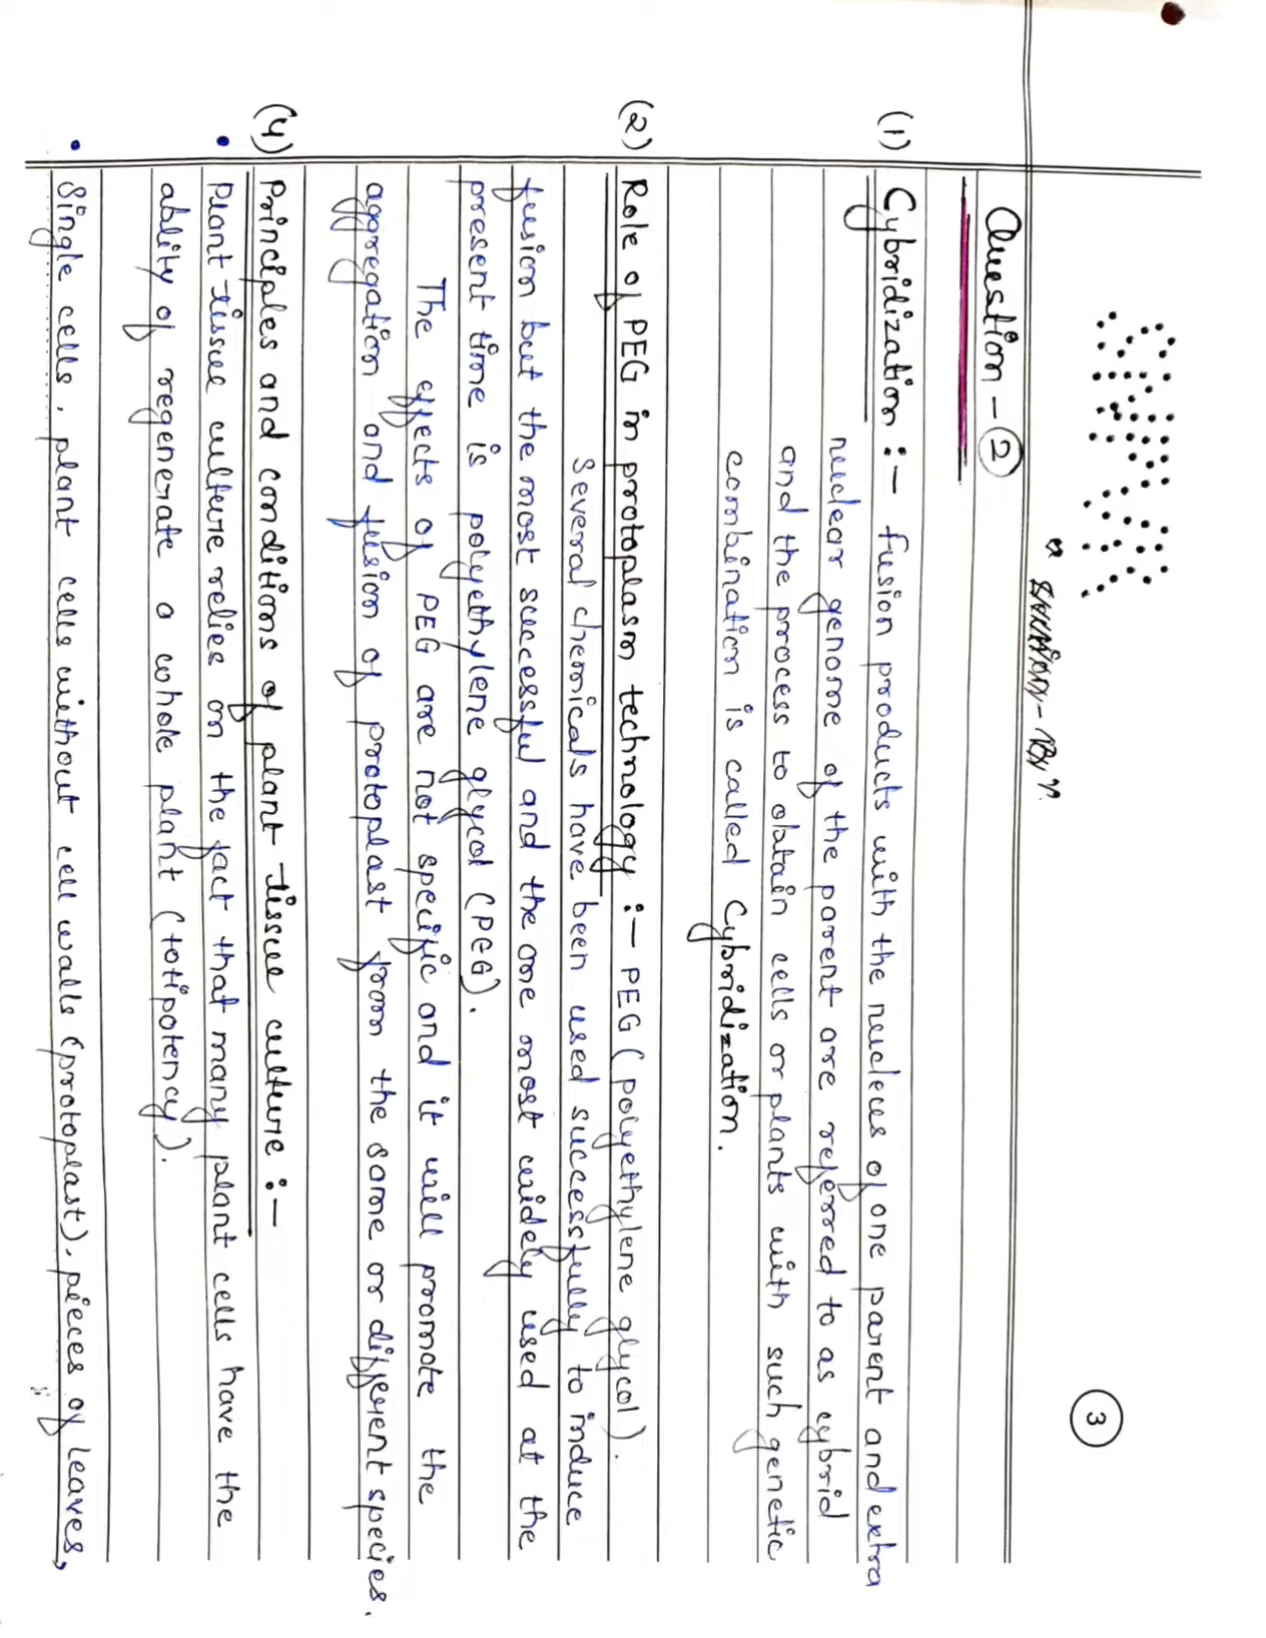 3
Question - 2
(1) Cybridization :- fusion products with the nucleus of one parent and extra
nuclear genome of the parent are referred to as cybrid
and the process to obtain cells or plants with such genetic
combination is called Cybridization.
(2) Role of PEG in protoplasm technology :- PEG (polyethylene glycol).
Several chemicals have been used successfully to induce
fusion but the most successful and the one most widely used at the
present time is polyethylene glycol (PEG).
The effects of PEG are not specific and it will promote the
aggregation and fusion of protoplast from the same or different species.
(4) Principles and conditions of plant tissue culture :-
• Plant tissue culture relies on the fact that many plant cells have the
ability of regenerate a whole plant (totipotency).
• Single cells, plant cells without cell walls (protoplast), pieces of leaves,